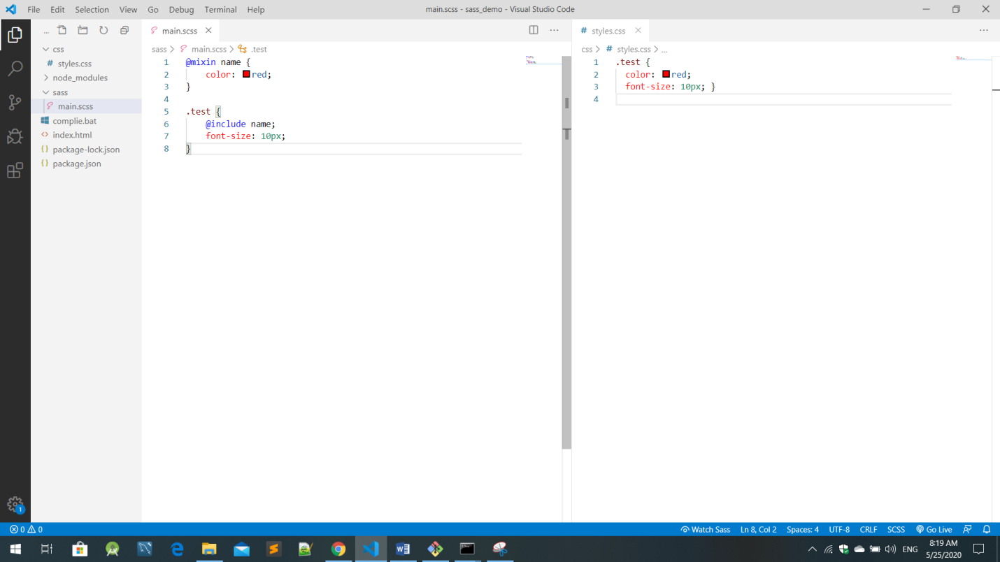 File Edit Selection View Go Debug Terminal Help
main.scss - sass_demo - Visual Studio Code
...
css
# styles.css
node_modules
sass
main.scss
complie.bat
index.html
package-lock.json
package.json
1
main.scss
sass > main.scss > .test
1 @mixin name {
2 color: red;
3 }
4
5 .test {
6 @include name;
7 font-size: 10px;
8 }
# styles.css
css > # styles.css > ...
1 .test {
2 color: red;
3 font-size: 10px; }
4
0 0
Watch Sass Ln 8, Col 2 Spaces: 4 UTF-8 CRLF SCSS Go Live
ENG
8:19 AM
5/25/2020